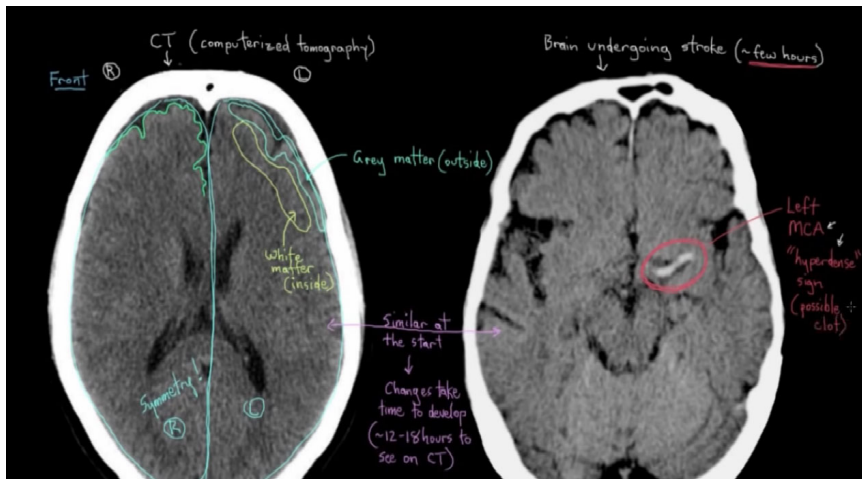 CT (computerized tomography)
Front
R
L
Grey matter (outside)
White
matter
(inside)
Symmetry!
R
L
Similar at
the start
Changes take
time to develop
(~12-18 hours to
see on CT)
Brain undergoing stroke (~few hours)
Left
MCA
"hyperdense"
sign
(possible
clot)